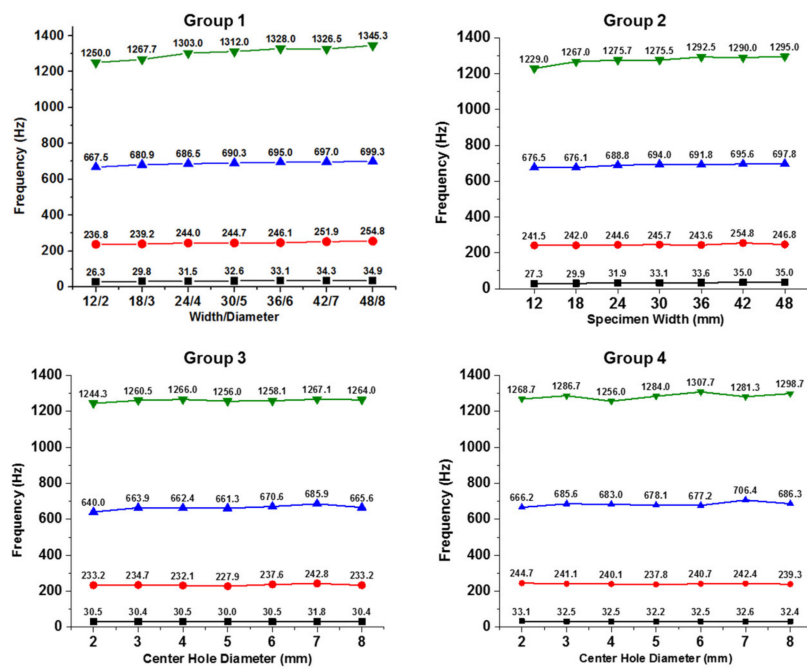 Group 1
Frequency (Hz)
1400
1200
1000
800
600
400
200
0
1250.0 1267.7 1303.0 1312.0 1328.0 1326.5 1345.3
667.5 680.9 686.5 690.3 695.0 697.0 699.3
236.8 239.2 244.0 244.7 246.1 251.9 254.8
26.3 29.8 31.5 32.6 33.1 34.3 34.9
12/2 18/3 24/4 30/5 36/6 42/7 48/8
Width/Diameter
Group 2
Frequency (Hz)
1400
1200
1000
800
600
400
200
0
1229.0 1267.0 1275.7 1275.5 1292.5 1290.0 1295.0
676.5 676.1 688.8 694.0 691.8 695.6 697.8
241.5 242.0 244.6 245.7 243.6 254.8 246.8
27.3 29.9 31.9 33.1 33.6 35.0 35.0
12 18 24 30 36 42 48
Specimen Width (mm)
Group 3
Frequency (Hz)
1400
1200
1000
800
600
400
200
0
1244.3 1260.5 1266.0 1256.0 1258.1 1267.1 1264.0
640.0 663.9 662.4 661.3 670.6 685.9 665.6
233.2 234.7 232.1 227.9 237.6 242.8 233.2
30.5 30.4 30.5 30.0 30.5 31.8 30.4
2 3 4 5 6 7 8
Center Hole Diameter (mm)
Group 4
Frequency (Hz)
1400
1200
1000
800
600
400
200
0
1268.7 1286.7 1256.0 1284.0 1307.7 1281.3 1298.7
666.2 685.6 683.0 678.1 677.2 706.4 686.3
244.7 241.1 240.1 237.8 240.7 242.4 239.3
33.1 32.5 32.5 32.2 32.5 32.6 32.4
2 3 4 5 6 7 8
Center Hole Diameter (mm)